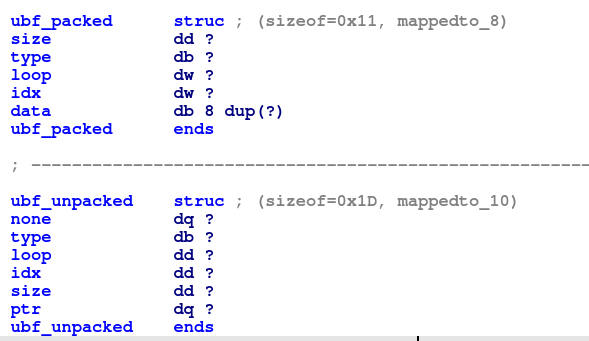 ubf_packed struc ; (sizeof=0x11, mappedto_8)
size dd ?
type db ?
loop dw ?
idx dw ?
data db 8 dup(?)
ubf_packed ends
; ---------------------------------------------------------
ubf_unpacked struc ; (sizeof=0x1D, mappedto_10)
none dq ?
type db ?
loop dd ?
idx dd ?
size dd ?
ptr dq ?
ubf_unpacked ends